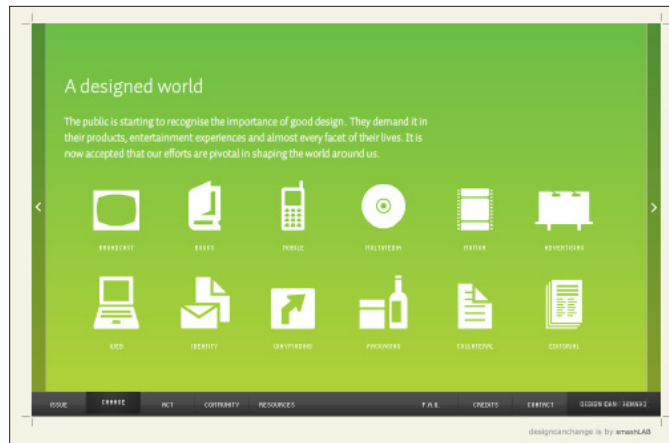 A designed world
The public is starting to recognise the importance of good design. They demand it in
their products, entertainment experiences and almost every facet of their lives. It is
now accepted that our efforts are pivotal in shaping the world around us.
BROADCAST BOOKS MOBILE MULTIMEDIA MOTION ADVERTISING
WEB IDENTITY WAYFINDING PACKAGING COLLATERAL EDITORIAL
ISSUE CHANGE ACT COMMUNITY RESOURCES F.A.Q. CREDITS CONTACT DESIGN CAN
designcanchange is by smashLAB